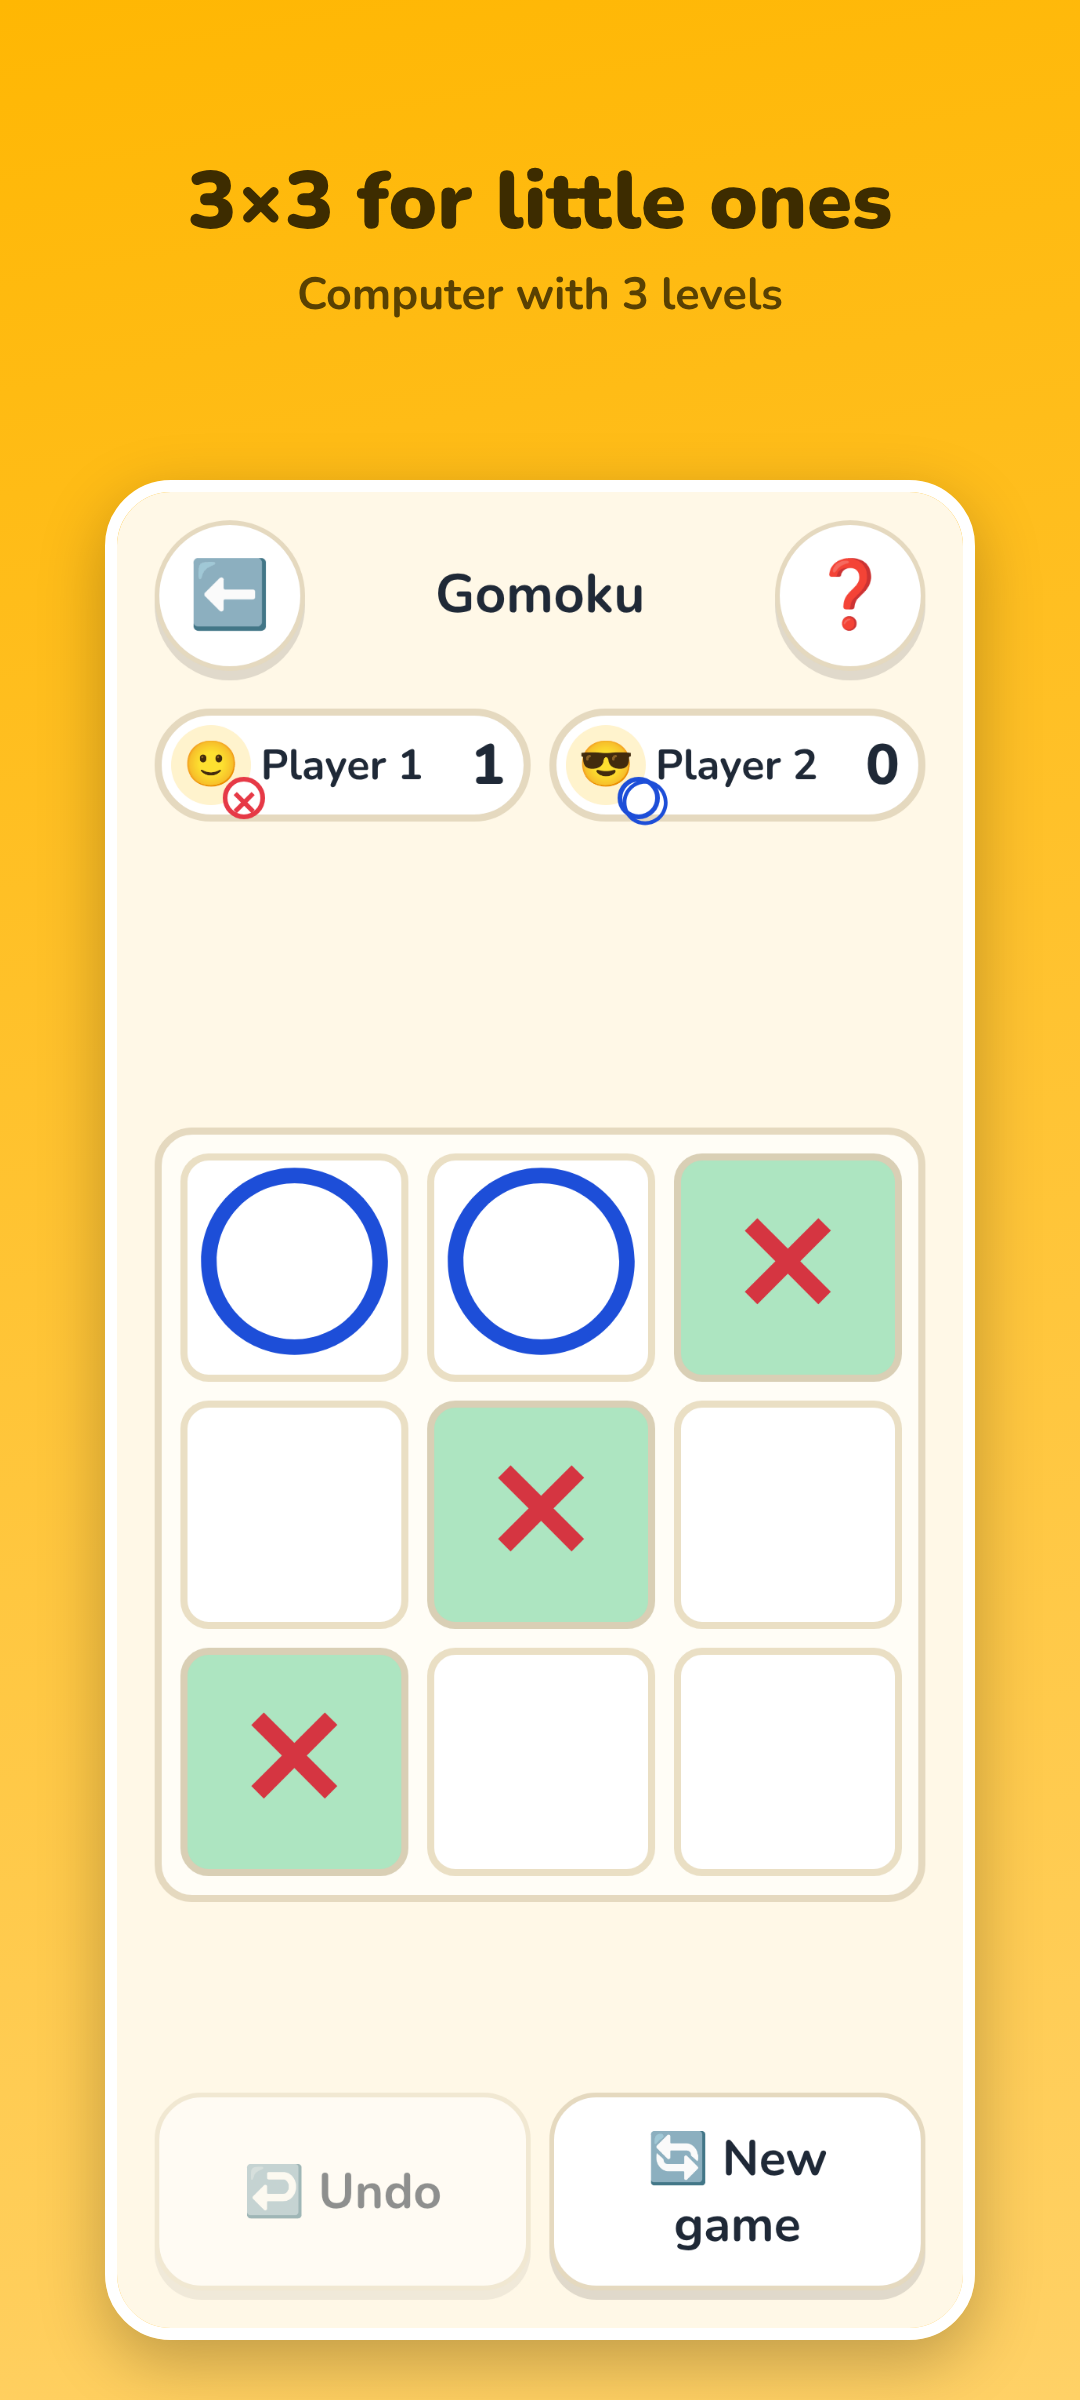 3×3 for little ones
Computer with 3 levels
Gomoku
Player 1 1
Player 2 0
Undo
New
game